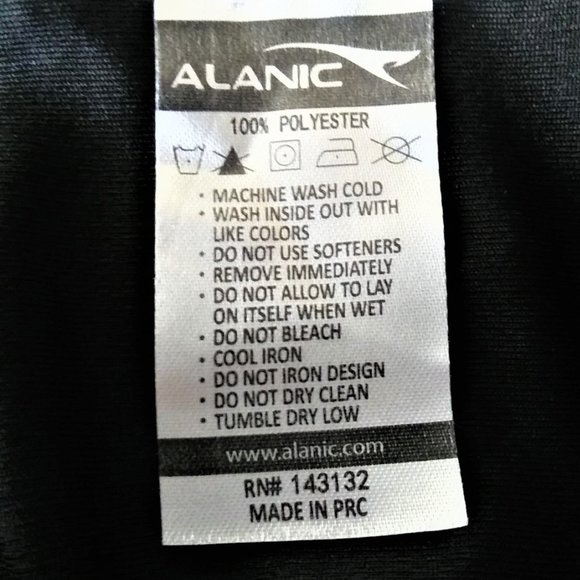 ALANIC
100% POLYESTER
• MACHINE WASH COLD
• WASH INSIDE OUT WITH
LIKE COLORS
• DO NOT USE SOFTENERS
• REMOVE IMMEDIATELY
• DO NOT ALLOW TO LAY
ON ITSELF WHEN WET
• DO NOT BLEACH
• COOL IRON
• DO NOT IRON DESIGN
• DO NOT DRY CLEAN
• TUMBLE DRY LOW
www.alanic.com
RN# 143132
MADE IN PRC